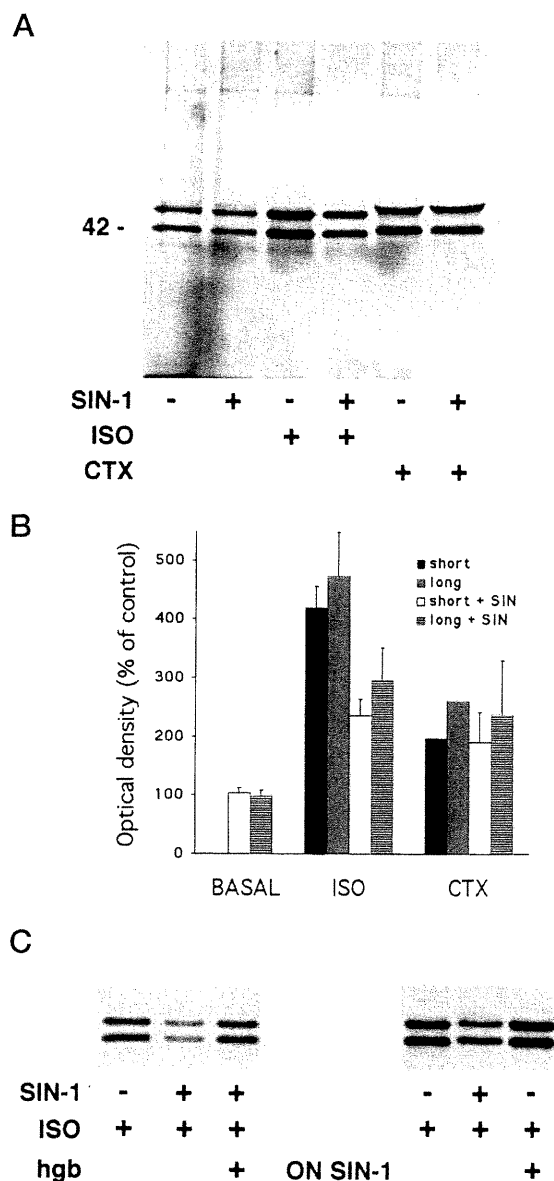 A
42 -
SIN-1 - + - + - +
ISO + +
CTX + +
B
Optical density (% of control)
500
400
300
200
100
0
short
long
short + SIN
long + SIN
BASAL ISO CTX
C
SIN-1 - + + - + -
ISO + + + + + +
hgb + ON SIN-1 +